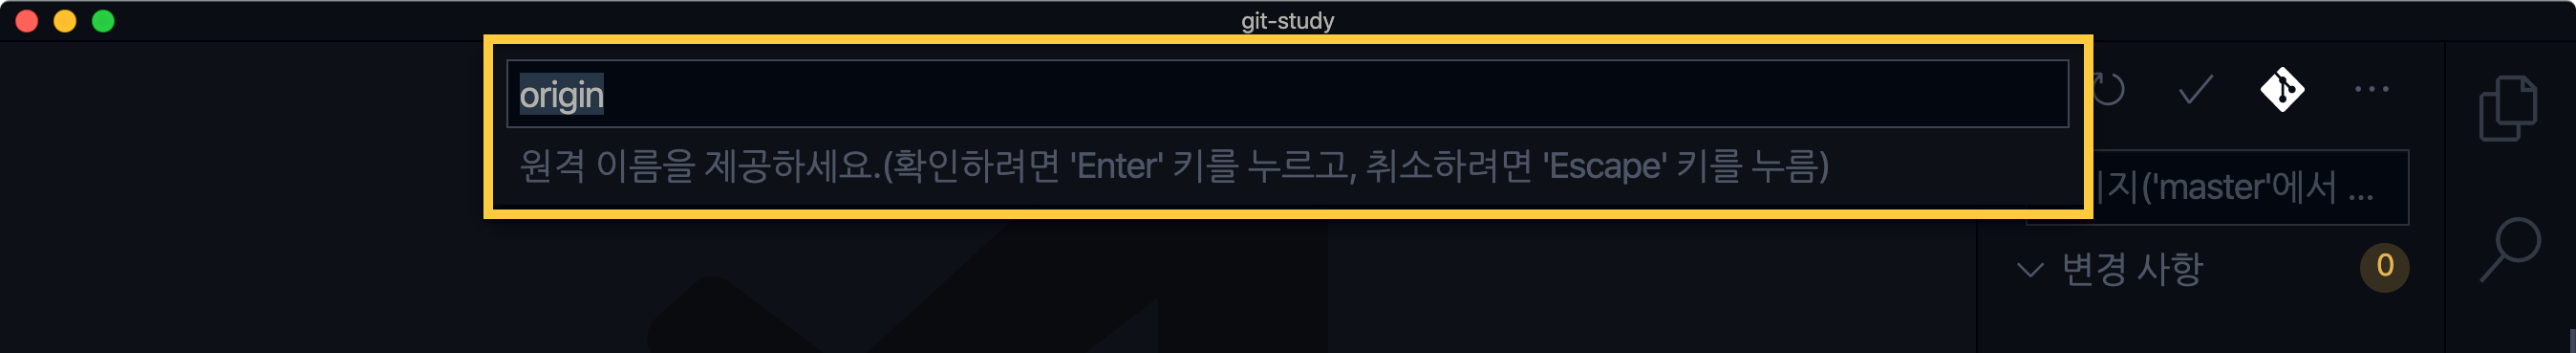 git-study
origin
원격 이름을 제공하세요.(확인하려면 'Enter' 키를 누르고, 취소하려면 'Escape' 키를 누름)
지('master'에서 ...
변경 사항
0